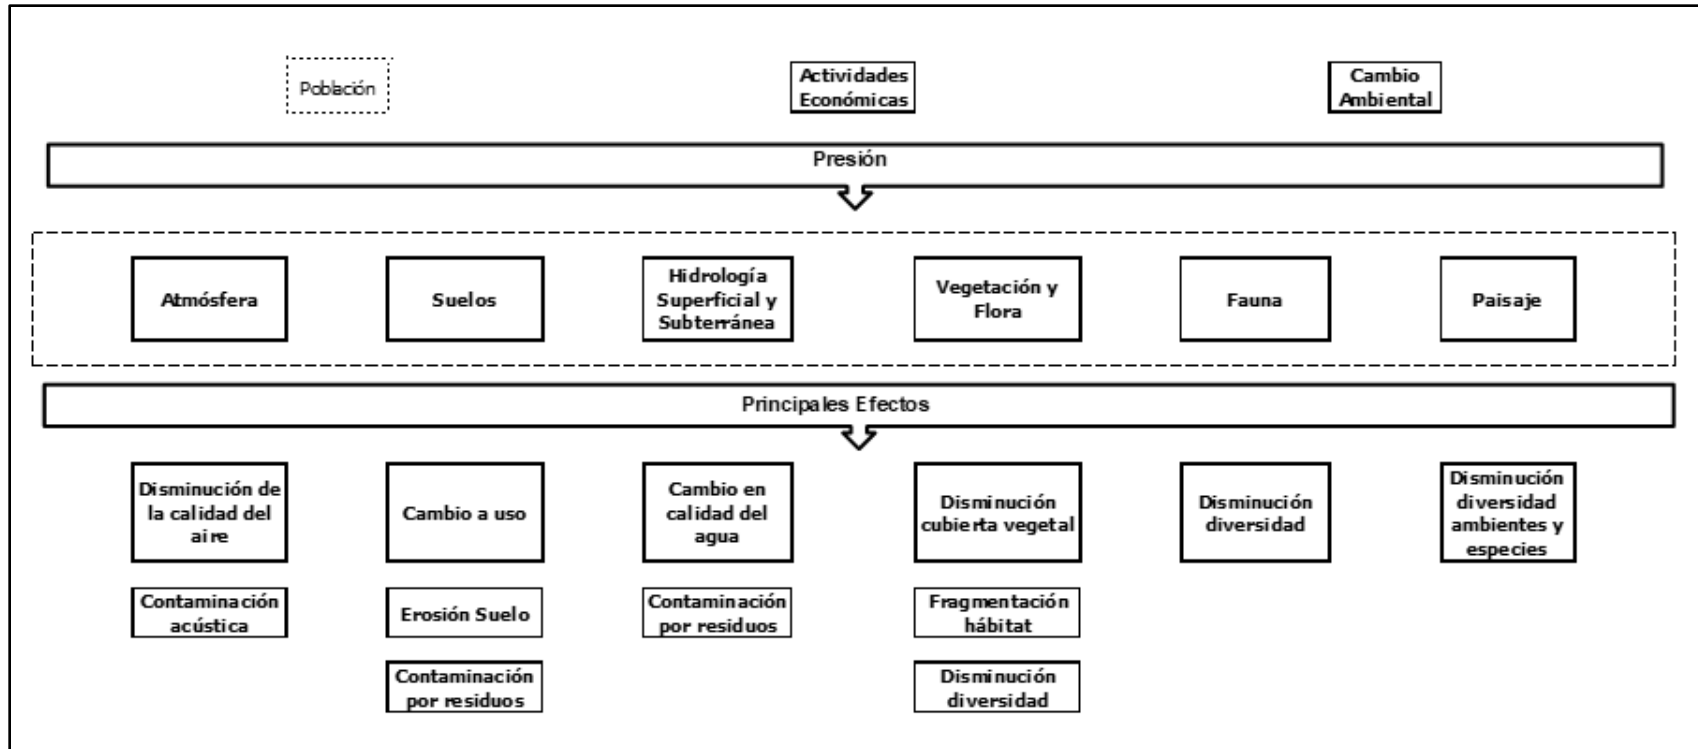 Población
Actividades
Económicas
Cambio
Ambiental
Presión
Atmósfera
Suelos
Hidrología
Superficial y
Subterránea
Vegetación y
Flora
Fauna
Paisaje
Principales Efectos
Disminución de
la calidad del
aire
Cambio a uso
Cambio en
calidad del
agua
Disminución
cubierta vegetal
Disminución
diversidad
Disminución
diversidad
ambientes y
especies
Contaminación
acústica
Erosión Suelo
Contaminación
por residuos
Fragmentación
hábitat
Contaminación
por residuos
Disminución
diversidad